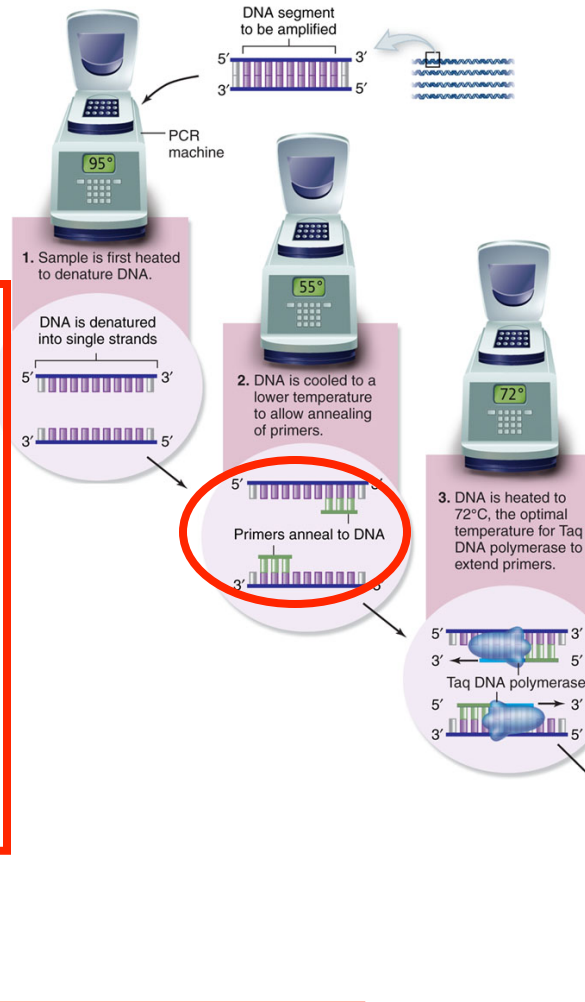 DNA segment
to be amplified
5′ 3′
3′ 5′
PCR
machine
95°
1. Sample is first heated
to denature DNA.
DNA is denatured
into single strands
5′ 3′
3′ 5′
55°
2. DNA is cooled to a
lower temperature
to allow annealing
of primers.
5′ 3′
Primers anneal to DNA
3′ 5′
72°
3. DNA is heated to
72°C, the optimal
temperature for Taq
DNA polymerase to
extend primers.
5′ 3′
3′ 5′
Taq DNA polymerase
5′ 3′
3′ 5′